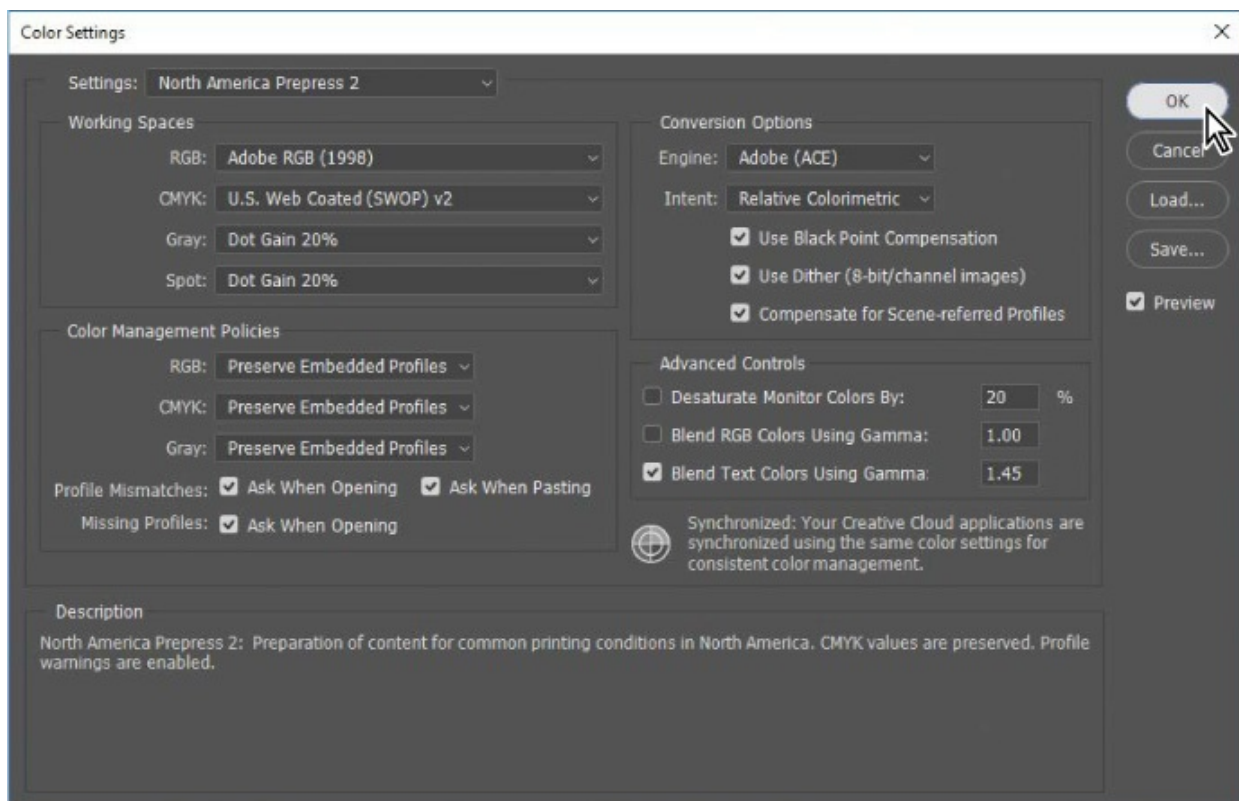 Color Settings
Settings: North America Prepress 2
Working Spaces
RGB: Adobe RGB (1998)
CMYK: U.S. Web Coated (SWOP) v2
Gray: Dot Gain 20%
Spot: Dot Gain 20%
Color Management Policies
RGB: Preserve Embedded Profiles
CMYK: Preserve Embedded Profiles
Gray: Preserve Embedded Profiles
Profile Mismatches: Ask When Opening Ask When Pasting
Missing Profiles: Ask When Opening
Conversion Options
Engine: Adobe (ACE)
Intent: Relative Colorimetric
Use Black Point Compensation
Use Dither (8-bit/channel images)
Compensate for Scene-referred Profiles
Advanced Controls
Desaturate Monitor Colors By: 20 %
Blend RGB Colors Using Gamma: 1.00
Blend Text Colors Using Gamma: 1.45
Synchronized: Your Creative Cloud applications are
synchronized using the same color settings for
consistent color management.
OK
Cancel
Load...
Save...
Preview
Description
North America Prepress 2: Preparation of content for common printing conditions in North America. CMYK values are preserved. Profile
warnings are enabled.